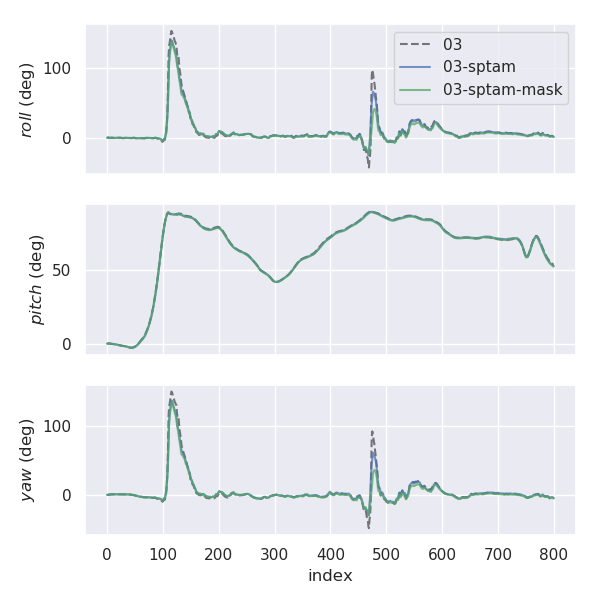 100
0
roll (deg)
03
03-sptam
03-sptam-mask
50
0
pitch (deg)
100
0
yaw (deg)
0 100 200 300 400 500 600 700 800
index